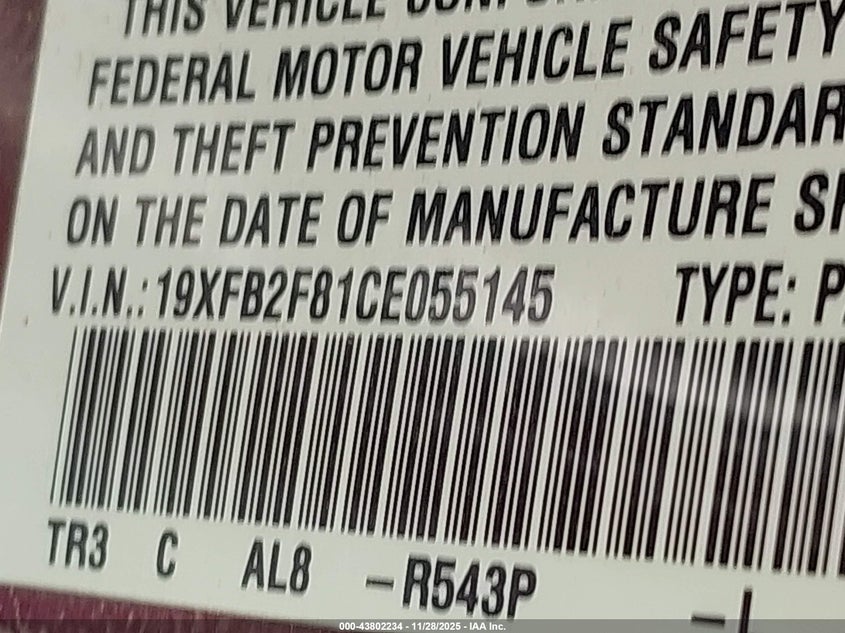 THIS VEHICLE
FEDERAL MOTOR VEHICLE SAFETY
AND THEFT PREVENTION
ON THE DATE OF MANUFACTURE
V.I.N.: 19XFB2F81CE055145 TYPE:
TR3 C AL8 -R543P
000-43802234 - 11/28/2025 - IAA Inc.